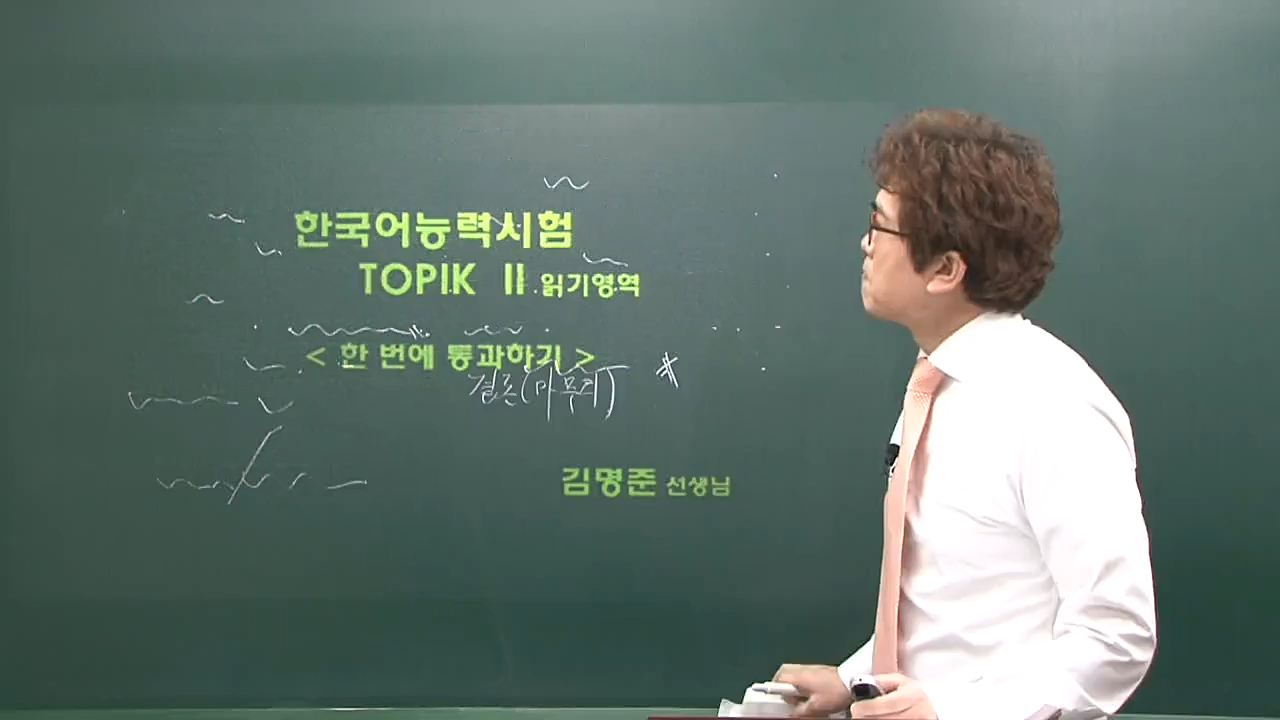 한국어능력시험
TOPIK II 읽기영역
< 한 번에 통과하기 >
결론(마무리)
김명준 선생님